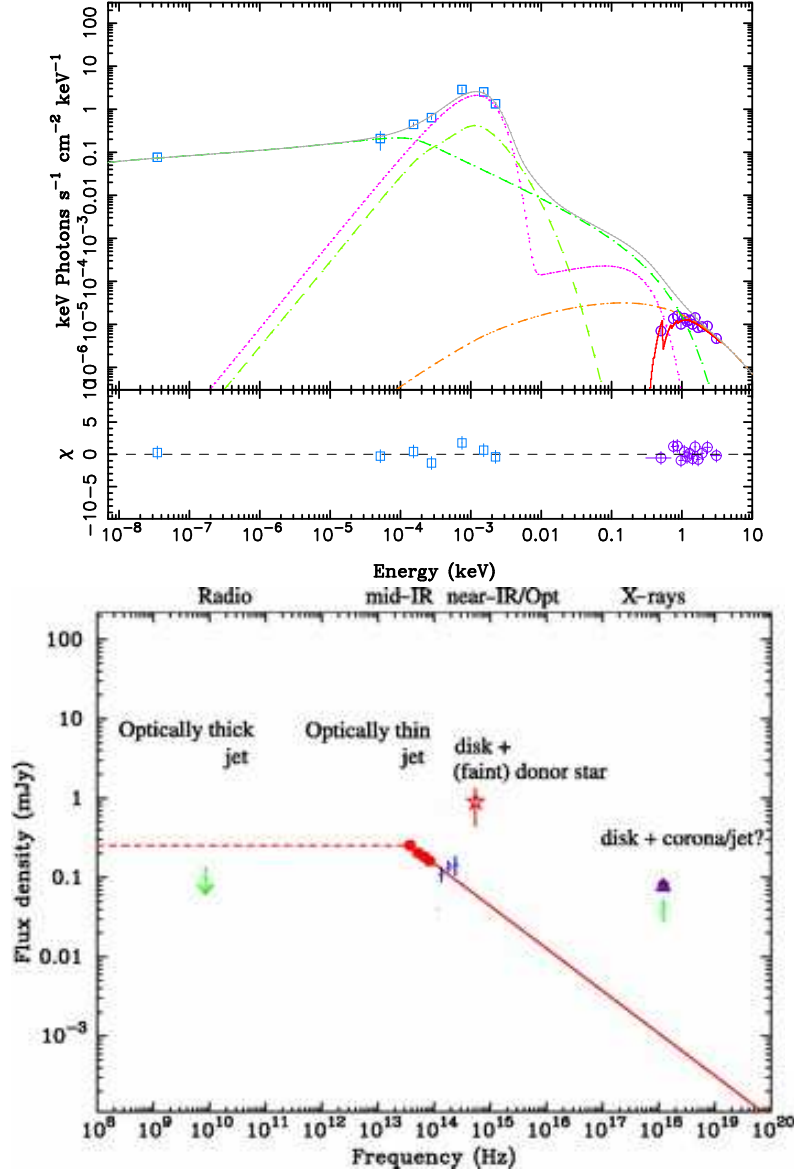 100
10
1
0.1
0.01
10⁻³
10⁻⁴
10⁻⁵
10⁻⁶
keV Photons s⁻¹ cm⁻² keV⁻¹
5
0
−5
−10
χ
10⁻⁸ 10⁻⁷ 10⁻⁶ 10⁻⁵ 10⁻⁴ 10⁻³ 0.01 0.1 1 10
Energy (keV)
Radio mid−IR near−IR/Opt X−rays
100
10
1
0.1
0.01
10⁻³
Flux density (mJy)
Optically thick
jet
Optically thin
jet
disk +
(faint) donor star
disk + corona/jet?
10⁸ 10⁹ 10¹⁰ 10¹¹ 10¹² 10¹³ 10¹⁴ 10¹⁵ 10¹⁶ 10¹⁷ 10¹⁸ 10¹⁹ 10²⁰
Frequency (Hz)